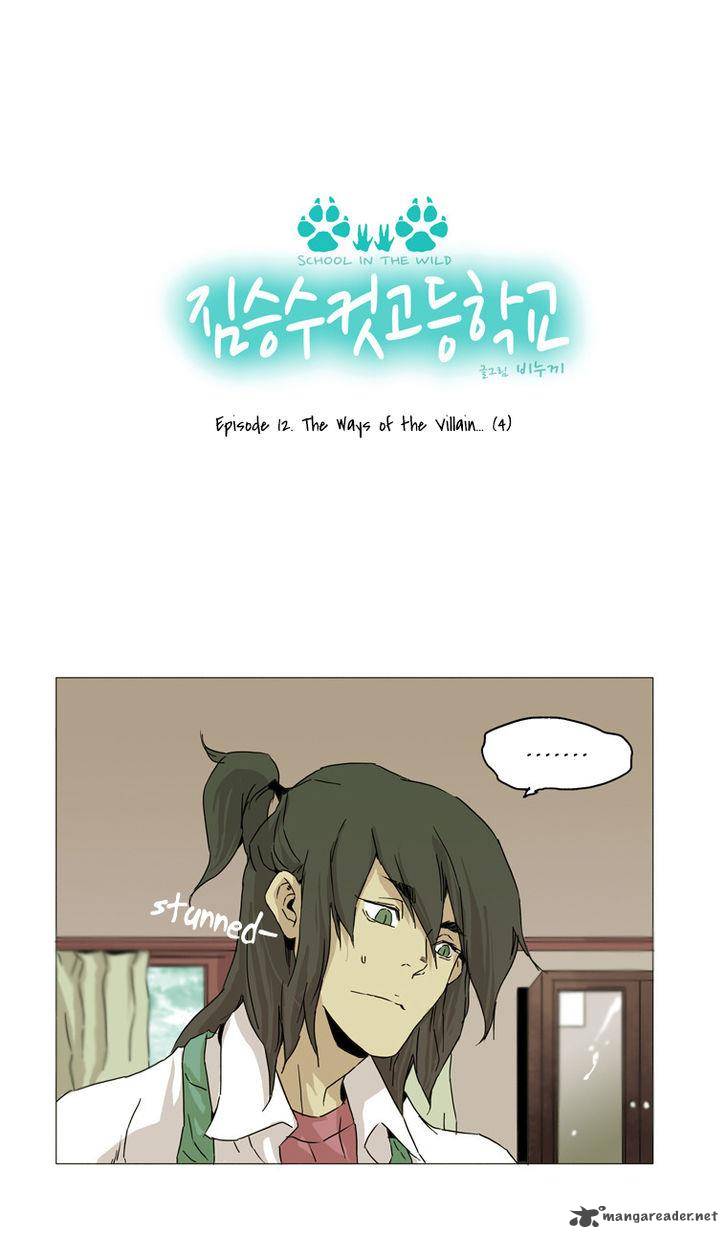 SCHOOL IN THE WILD
짐승수컷고등학교
글그림 비누끼
Episode 12. The Ways of the Villain... (4)
.......
stunned-
mangareader.net